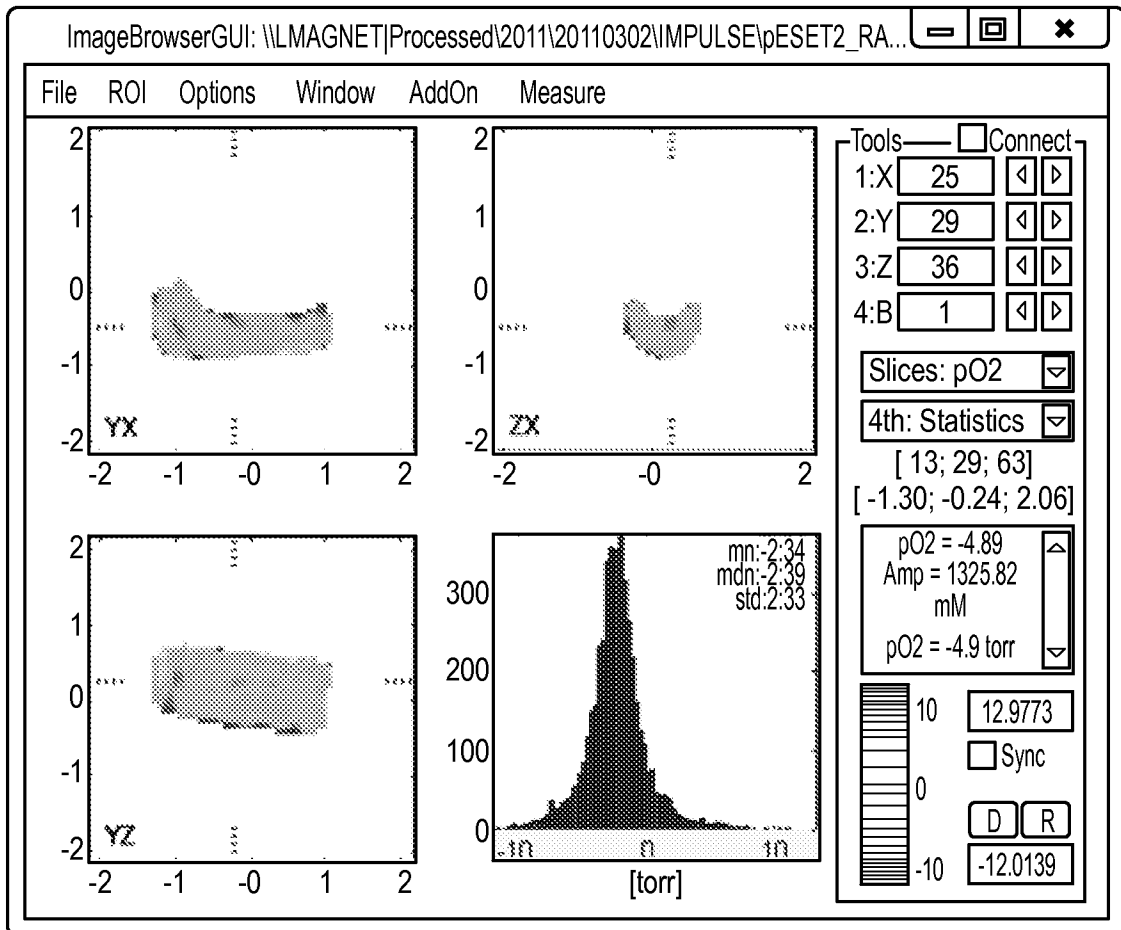 ImageBrowserGUI: \\LMAGNET|Processed\2011\20110302\IMPULSE\pESET2_RA...
File ROI Options Window AddOn Measure
2
1
0
-1
-2
YX
-2 -1 -0 1 2
2
1
0
-1
-2
ZX
-2 -0 2
2
1
0
-1
-2
YZ
-2 -1 -0 1 2
mn:-2:34
mdn:-2:39
std:2:33
300
200
100
0
-10 0 10
[torr]
Tools Connect
1:X 25
2:Y 29
3:Z 36
4:B 1
Slices: pO2
4th: Statistics
[ 13; 29; 63]
[ -1.30; -0.24; 2.06]
pO2 = -4.89
Amp = 1325.82
mM
pO2 = -4.9 torr
10 12.9773
Sync
0
D R
-10 -12.0139